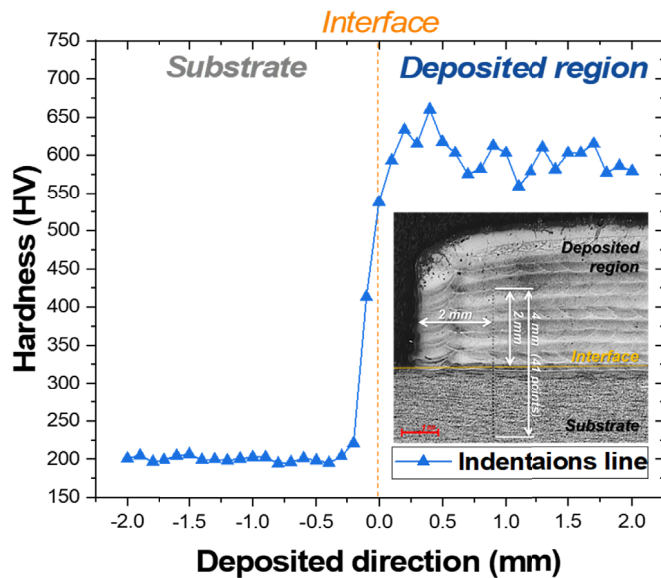 Interface
Substrate
Deposited region
750
700
650
600
550
500
450
400
350
300
250
200
150
Hardness (HV)
Deposited
region
2 mm
2 mm
4 mm (41 points)
Interface
Substrate
Indentaions line
-2.0 -1.5 -1.0 -0.5 0.0 0.5 1.0 1.5 2.0
Deposited direction (mm)